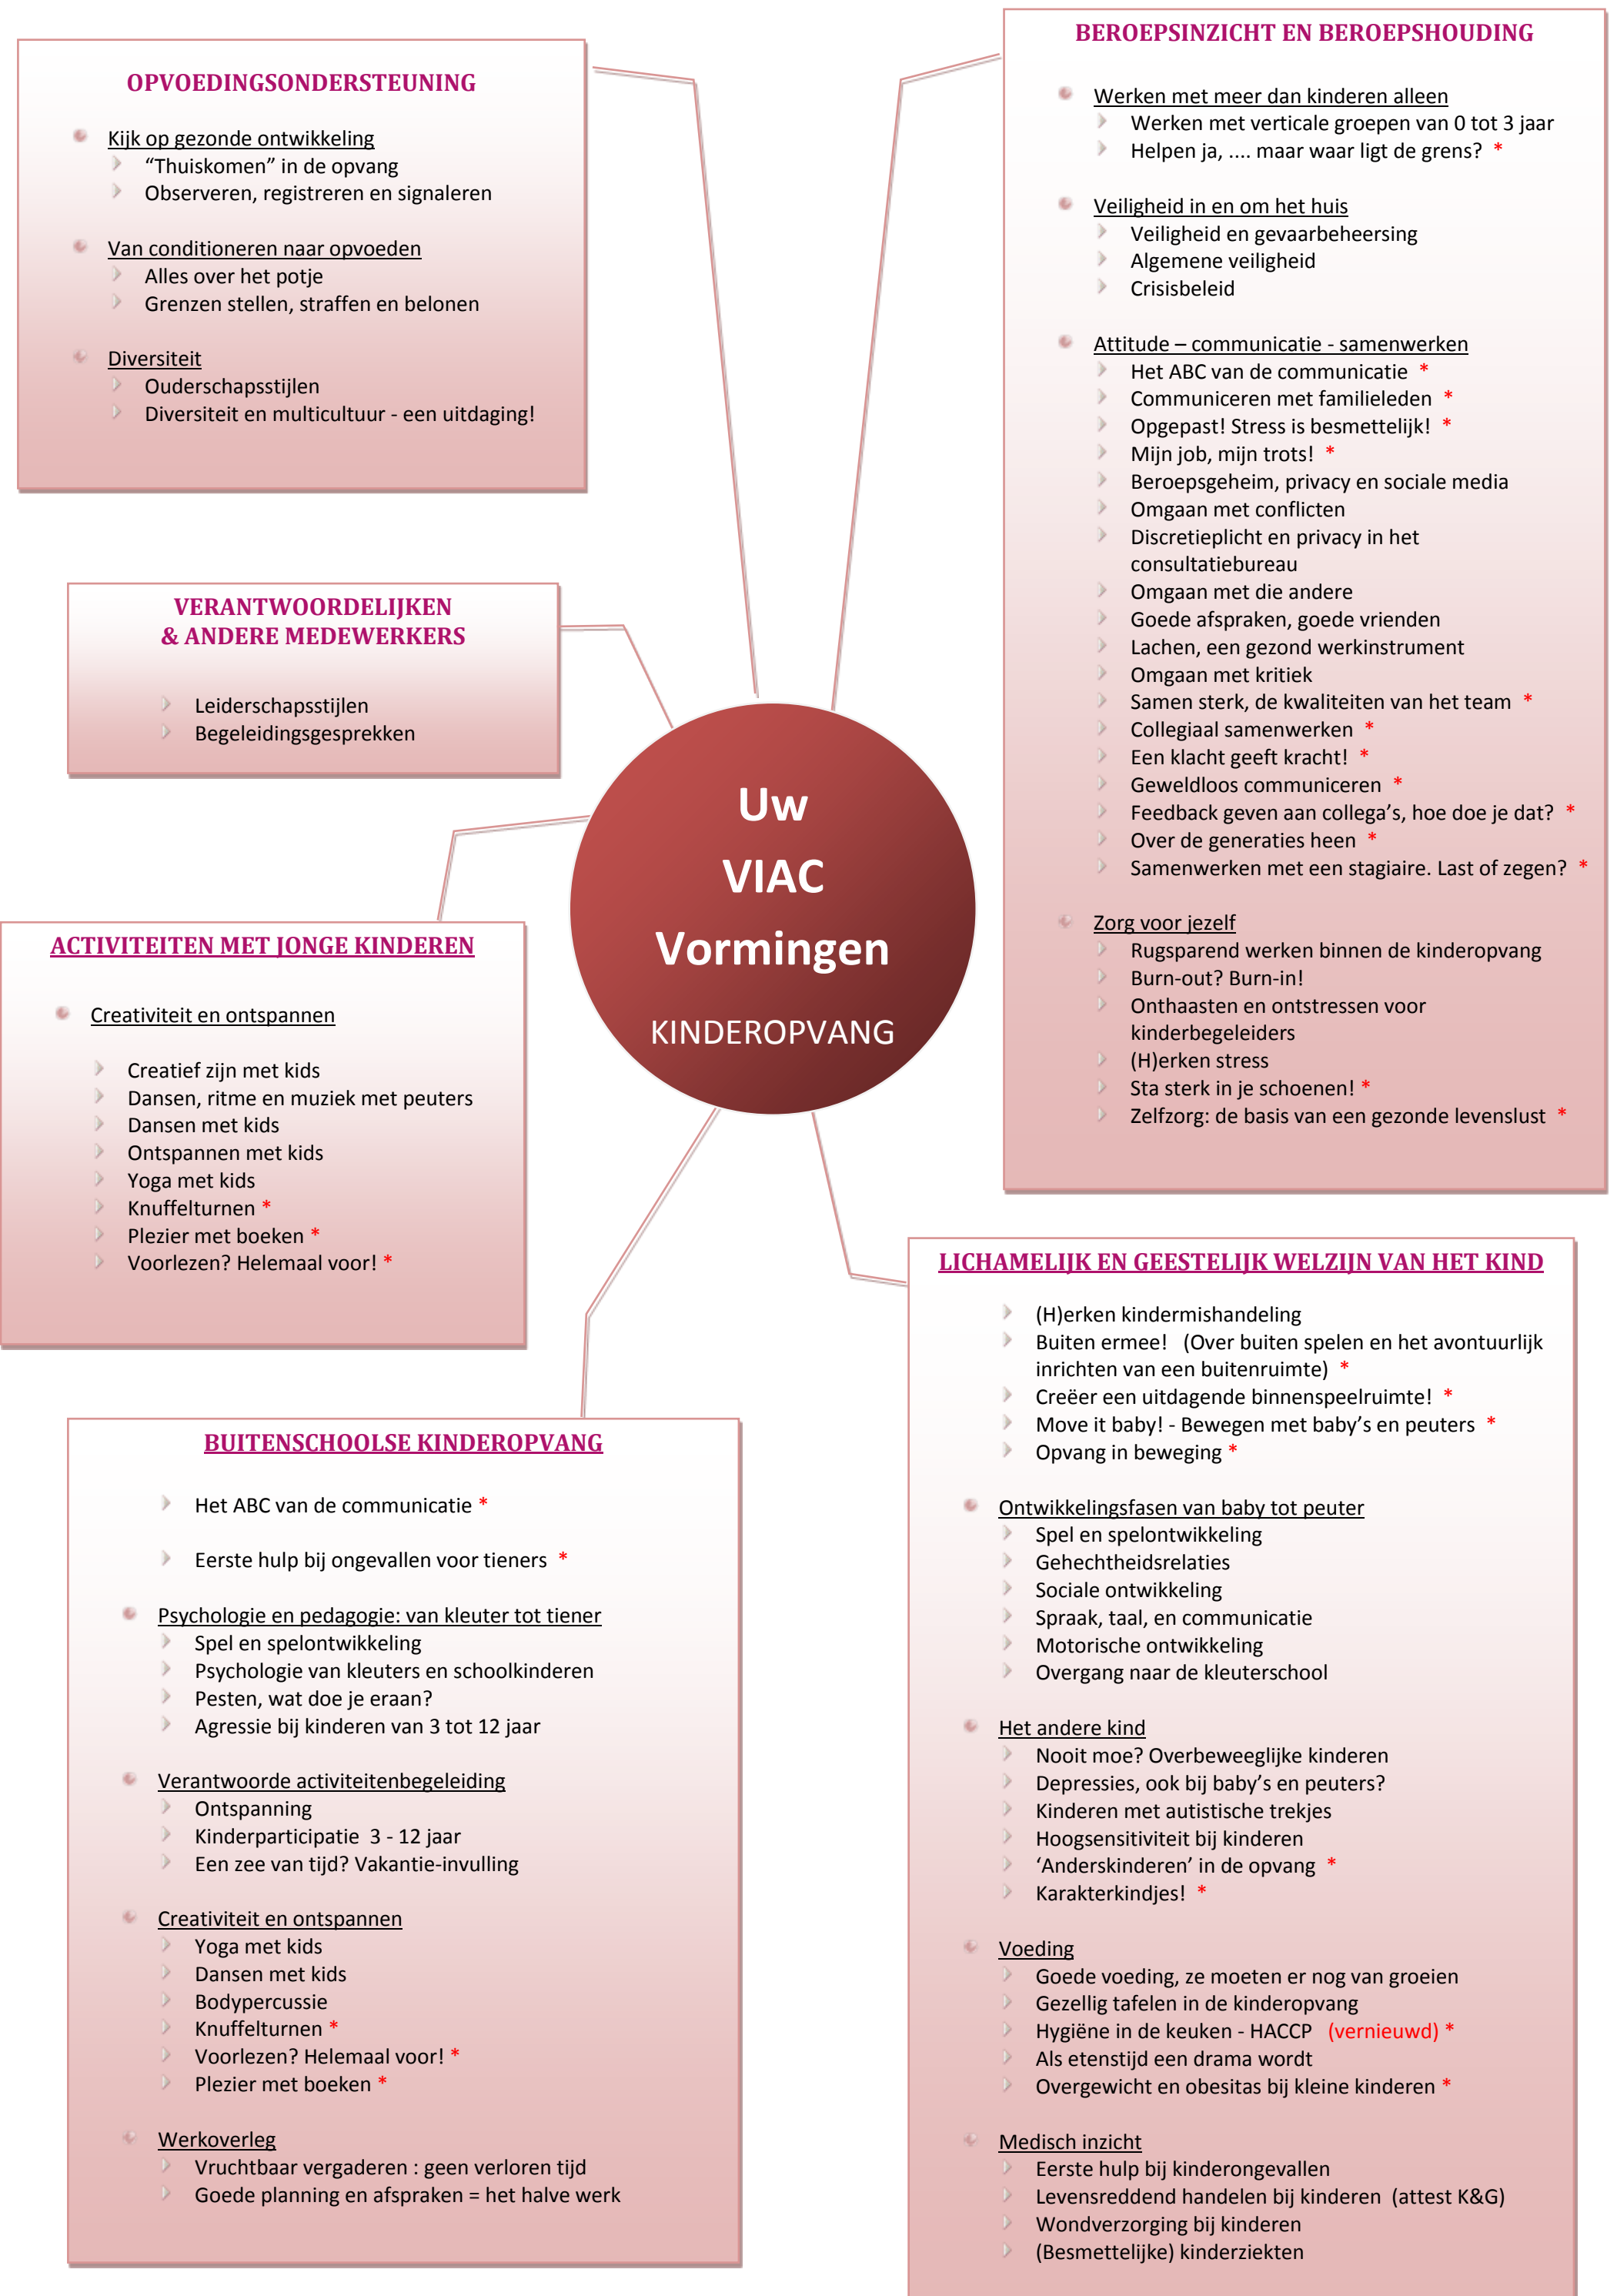 OPVOEDINGSONDERSTEUNING
Kijk op gezonde ontwikkeling
“Thuiskomen” in de opvang
Observeren, registreren en signaleren
Van conditioneren naar opvoeden
Alles over het potje
Grenzen stellen, straffen en belonen
Diversiteit
Ouderschapsstijlen
Diversiteit en multicultuur - een uitdaging!
VERANTWOORDELIJKEN
& ANDERE MEDEWERKERS
Leiderschapsstijlen
Begeleidingsgesprekken
ACTIVITEITEN MET JONGE KINDEREN
Creativiteit en ontspannen
Creatief zijn met kids
Dansen, ritme en muziek met peuters
Dansen met kids
Ontspannen met kids
Yoga met kids
Knuffelturnen *
Plezier met boeken *
Voorlezen? Helemaal voor! *
BUITENSCHOOLSE KINDEROPVANG
Het ABC van de communicatie *
Eerste hulp bij ongevallen voor tieners *
Psychologie en pedagogie: van kleuter tot tiener
Spel en spelontwikkeling
Psychologie van kleuters en schoolkinderen
Pesten, wat doe je eraan?
Agressie bij kinderen van 3 tot 12 jaar
Verantwoorde activiteitenbegeleiding
Ontspanning
Kinderparticipatie 3 - 12 jaar
Een zee van tijd? Vakantie-invulling
Creativiteit en ontspannen
Yoga met kids
Dansen met kids
Bodypercussie
Knuffelturnen *
Voorlezen? Helemaal voor! *
Plezier met boeken *
Werkoverleg
Vruchtbaar vergaderen : geen verloren tijd
Goede planning en afspraken = het halve werk
Uw
VIAC
Vormingen
KINDEROPVANG
BEROEPSINZICHT EN BEROEPSHOUDING
Werken met meer dan kinderen alleen
Werken met verticale groepen van 0 tot 3 jaar
Helpen ja, .... maar waar ligt de grens? *
Veiligheid in en om het huis
Veiligheid en gevaarbeheersing
Algemene veiligheid
Crisisbeleid
Attitude – communicatie - samenwerken
Het ABC van de communicatie *
Communiceren met familieleden *
Opgepast! Stress is besmettelijk! *
Mijn job, mijn trots! *
Beroepsgeheim, privacy en sociale media
Omgaan met conflicten
Discretieplicht en privacy in het
consultatiebureau
Omgaan met die andere
Goede afspraken, goede vrienden
Lachen, een gezond werkinstrument
Omgaan met kritiek
Samen sterk, de kwaliteiten van het team *
Collegiaal samenwerken *
Een klacht geeft kracht! *
Geweldloos communiceren *
Feedback geven aan collega’s, hoe doe je dat? *
Over de generaties heen *
Samenwerken met een stagiaire. Last of zegen? *
Zorg voor jezelf
Rugsparend werken binnen de kinderopvang
Burn-out? Burn-in!
Onthaasten en ontstressen voor
kinderbegeleiders
(H)erken stress
Sta sterk in je schoenen! *
Zelfzorg: de basis van een gezonde levenslust *
LICHAMELIJK EN GEESTELIJK WELZIJN VAN HET KIND
(H)erken kindermishandeling
Buiten ermee! (Over buiten spelen en het avontuurlijk
inrichten van een buitenruimte) *
Creëer een uitdagende binnenspeelruimte! *
Move it baby! - Bewegen met baby’s en peuters *
Opvang in beweging *
Ontwikkelingsfasen van baby tot peuter
Spel en spelontwikkeling
Gehechtheidsrelaties
Sociale ontwikkeling
Spraak, taal, en communicatie
Motorische ontwikkeling
Overgang naar de kleuterschool
Het andere kind
Nooit moe? Overbeweeglijke kinderen
Depressies, ook bij baby’s en peuters?
Kinderen met autistische trekjes
Hoogsensitiviteit bij kinderen
‘Anderskinderen’ in de opvang *
Karakterkindjes! *
Voeding
Goede voeding, ze moeten er nog van groeien
Gezellig tafelen in de kinderopvang
Hygiëne in de keuken - HACCP (vernieuwd) *
Als etenstijd een drama wordt
Overgewicht en obesitas bij kleine kinderen *
Medisch inzicht
Eerste hulp bij kinderongevallen
Levensreddend handelen bij kinderen (attest K&G)
Wondverzorging bij kinderen
(Besmettelijke) kinderziekten